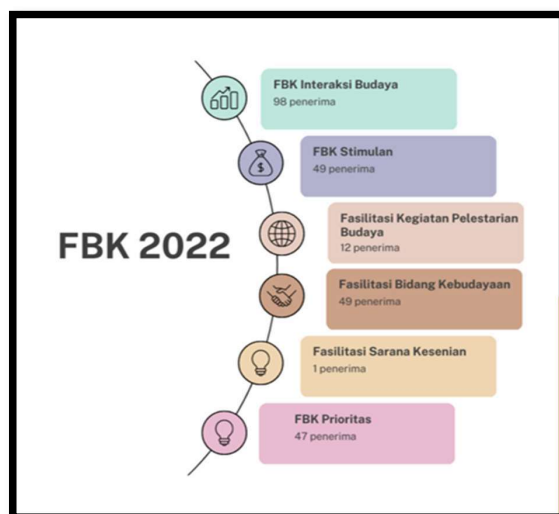 FBK 2022
FBK Interaksi Budaya
98 penerima
$
FBK Stimulan
49 penerima
Fasilitasi Kegiatan Pelestarian
Budaya
12 penerima
Fasilitasi Bidang Kebudayaan
49 penerima
Fasilitasi Sarana Kesenian
1 penerima
FBK Prioritas
47 penerima